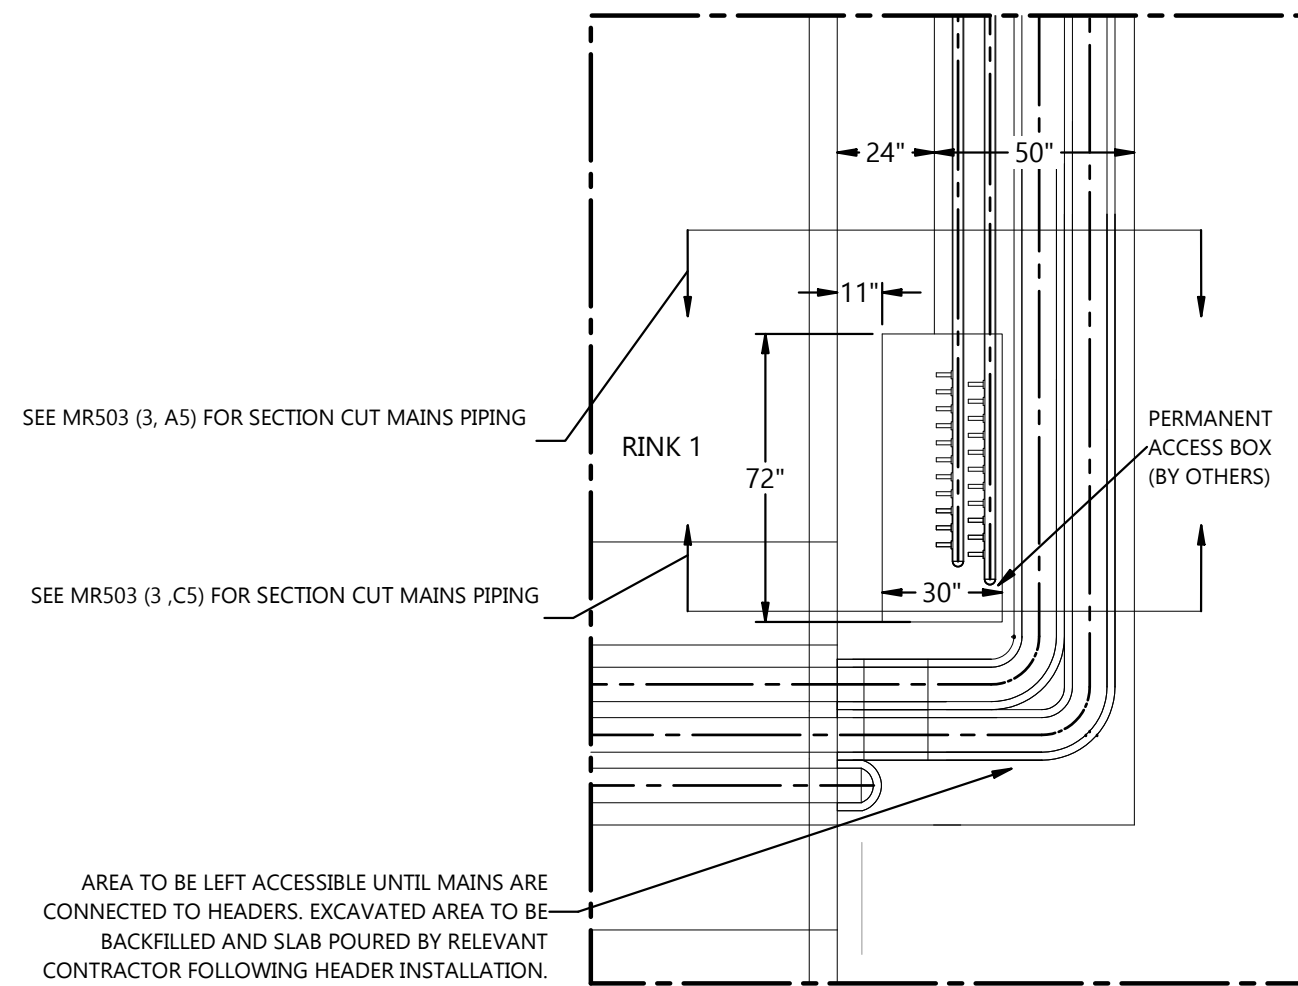 24"
50"
11"
SEE MR503 (3, A5) FOR SECTION CUT MAINS PIPING
RINK 1
72"
PERMANENT
ACCESS BOX
(BY OTHERS)
SEE MR503 (3 ,C5) FOR SECTION CUT MAINS PIPING
30"
AREA TO BE LEFT ACCESSIBLE UNTIL MAINS ARE
CONNECTED TO HEADERS. EXCAVATED AREA TO BE
BACKFILLED AND SLAB POURED BY RELEVANT
CONTRACTOR FOLLOWING HEADER INSTALLATION.